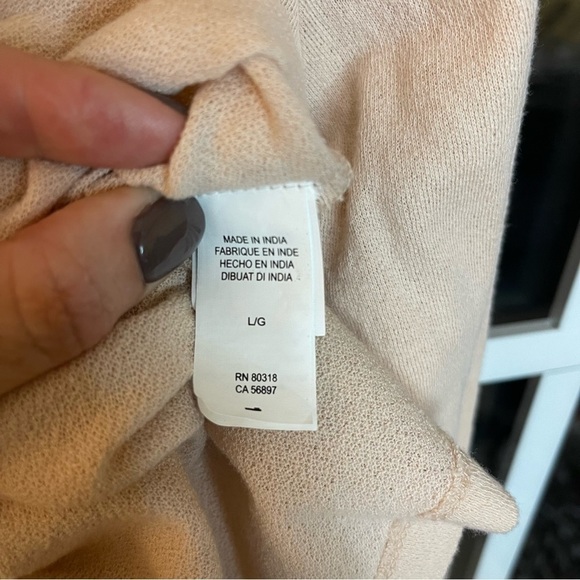 MADE IN INDIA
FABRIQUE EN INDE
HECHO EN INDIA
DIBUAT DI INDIA
L/G
RN 80318
CA 56897